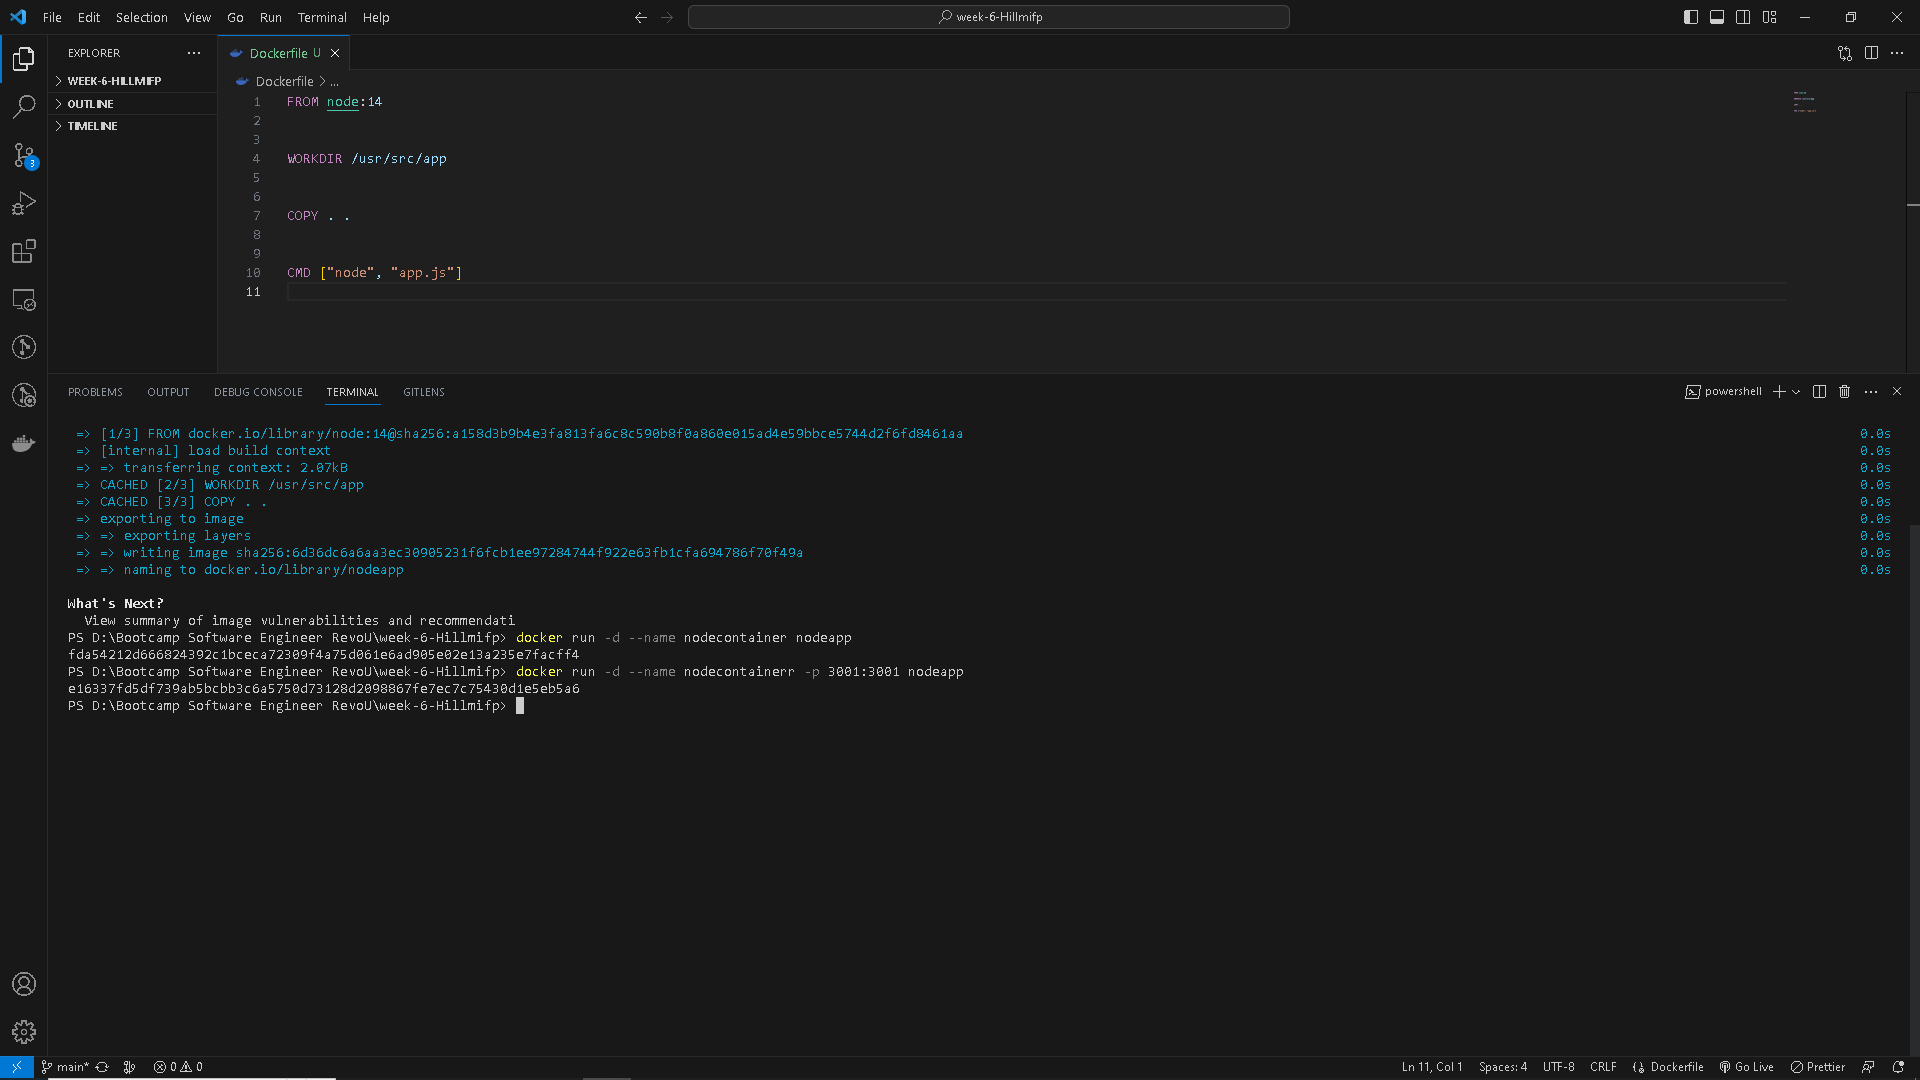 File Edit Selection View Go Run Terminal Help
week-6-Hillmifp
EXPLORER
WEEK-6-HILLMIFP
OUTLINE
TIMELINE
Dockerfile U
Dockerfile > ...
1 FROM node:14
2
3
4 WORKDIR /usr/src/app
5
6
7 COPY . .
8
9
10 CMD ["node", "app.js"]
11
PROBLEMS OUTPUT DEBUG CONSOLE TERMINAL GITLENS
powershell
=> [1/3] FROM docker.io/library/node:14@sha256:a158d3b9b4e3fa813fa6c8c590b8f0a860e015ad4e59bbce5744d2f6fd8461aa 0.0s
=> [internal] load build context 0.0s
=> => transferring context: 2.07kB 0.0s
=> CACHED [2/3] WORKDIR /usr/src/app 0.0s
=> CACHED [3/3] COPY . . 0.0s
=> exporting to image 0.0s
=> => exporting layers 0.0s
=> => writing image sha256:6d36dc6a6aa3ec30905231f6fcb1ee97284744f922e63fb1cfa694786f70f49a 0.0s
=> => naming to docker.io/library/nodeapp 0.0s
What's Next?
View summary of image vulnerabilities and recommendati
PS D:\Bootcamp Software Engineer RevoU\week-6-Hillmifp> docker run -d --name nodecontainer nodeapp
fda54212d666824392c1bceca72309f4a75d061e6ad905e02e13a235e7facff4
PS D:\Bootcamp Software Engineer RevoU\week-6-Hillmifp> docker run -d --name nodecontainerr -p 3001:3001 nodeapp
e16337fd5df739ab5bcbb3c6a5750d73128d2098867fe7ec7c75430d1e5eb5a6
PS D:\Bootcamp Software Engineer RevoU\week-6-Hillmifp>
3
main* 0 0 Ln 11, Col 1 Spaces: 4 UTF-8 CRLF Dockerfile Go Live Prettier